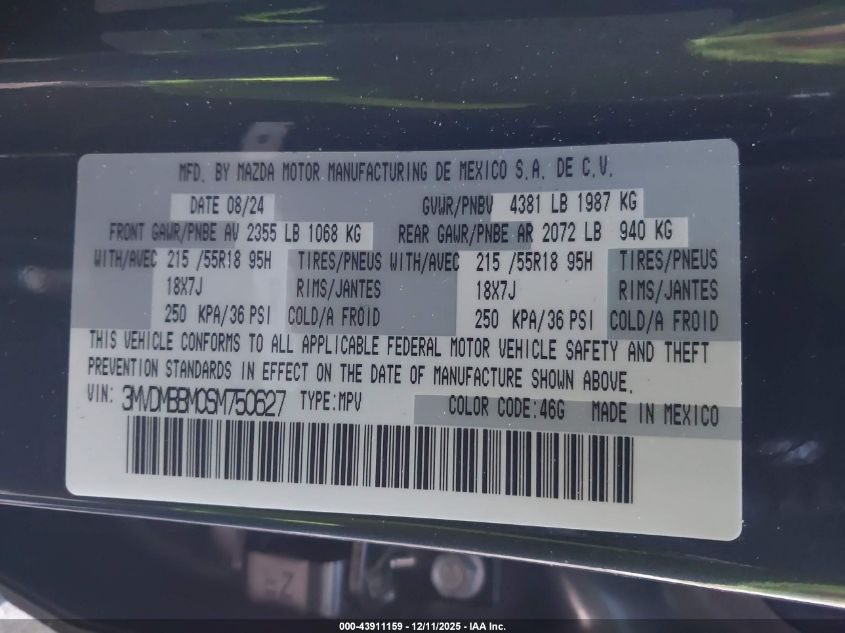 MFD. BY MAZDA MOTOR MANUFACTURING DE MEXICO S.A. DE C.V.
DATE 08/24 GVWR/PNBV 4381 LB 1987 KG
FRONT GAWR/PNBE AV 2355 LB 1068 KG REAR GAWR/PNBE AR 2072 LB 940 KG
WITH/AVEC 215 /55R18 95H TIRES/PNEUS WITH/AVEC 215 /55R18 95H TIRES/PNEUS
18X7J RIMS/JANTES 18X7J RIMS/JANTES
250 KPA/36 PSI COLD/A FROID 250 KPA/36 PSI COLD/A FROID
THIS VEHICLE CONFORMS TO ALL APPLICABLE FEDERAL MOTOR VEHICLE SAFETY AND THEFT
PREVENTION STANDARDS IN EFFECT ON THE DATE OF MANUFACTURE SHOWN ABOVE.
VIN: 3MVDMBBM0SM750627 TYPE:MPV COLOR CODE:46G MADE IN MEXICO
000-43911159 - 12/11/2025 - IAA Inc.